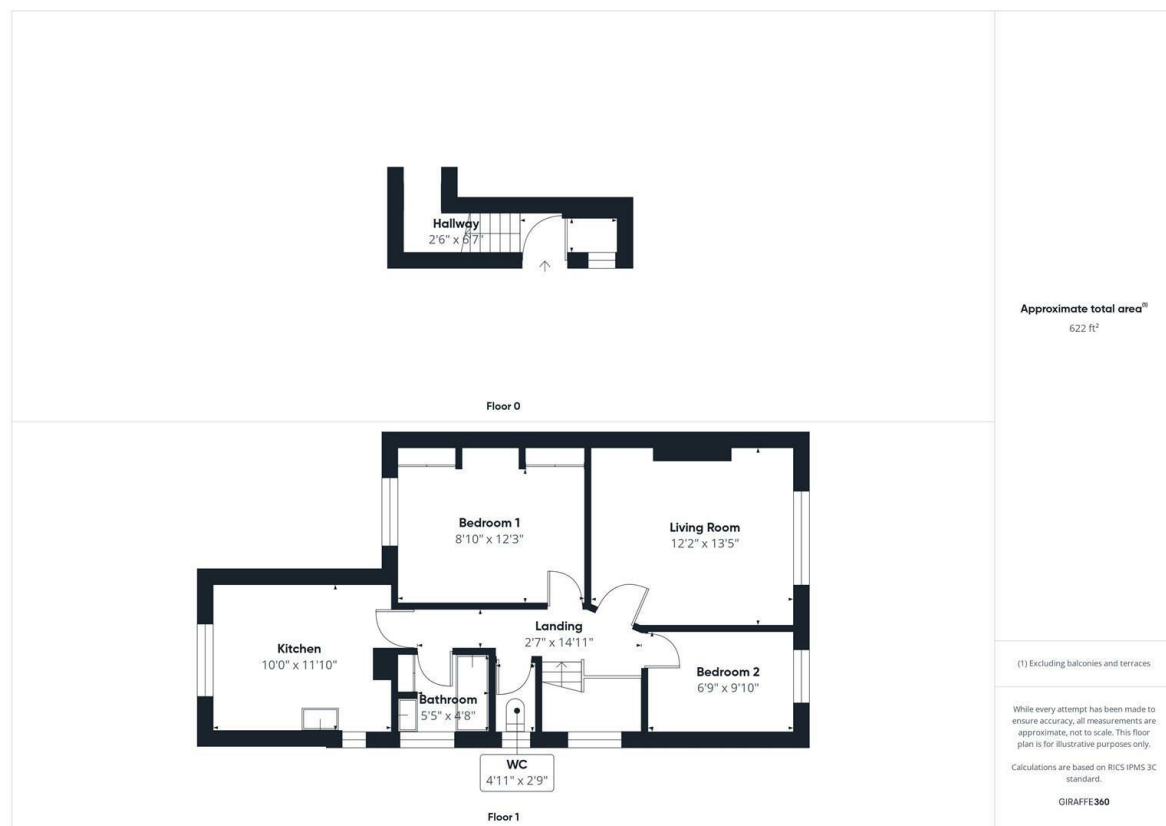 Hallway
2'6" x 6'7"
Floor 0
Bedroom 1
8'10" x 12'3"
Living Room
12'2" x 13'5"
Landing
2'7" x 14'11"
Kitchen
10'0" x 11'10"
Bedroom 2
6'9" x 9'10"
Bathroom
5'5" x 4'8"
WC
4'11" x 2'9"
Floor 1
Approximate total area(1)
622 ft²
(1) Excluding balconies and terraces
While every attempt has been made to
ensure accuracy, all measurements are
approximate, not to scale. This floor
plan is for illustrative purposes only.
Calculations are based on RICS IPMS 3C
standard.
GIRAFFE360